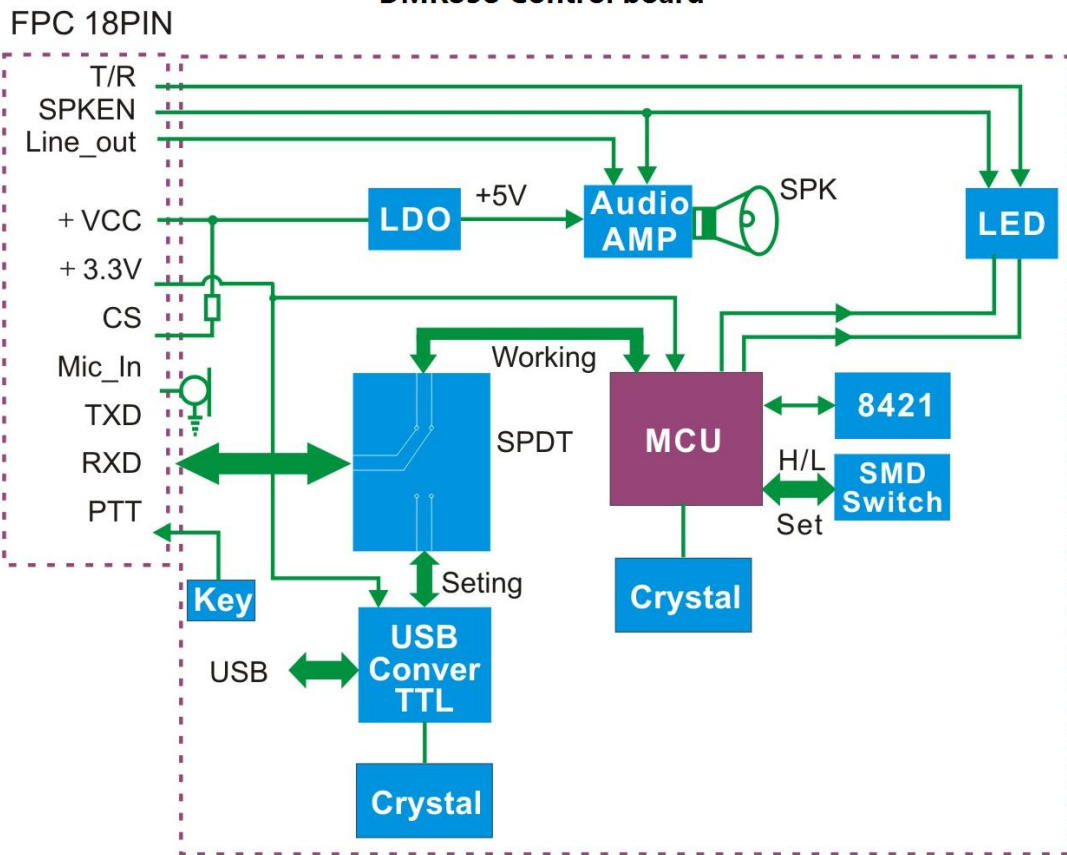 FPC 18PIN
T/R
SPKEN
Line_out
+ VCC
+ 3.3V
CS
Mic_In
TXD
RXD
PTT
LDO
+5V
Audio
AMP
SPK
LED
Working
SPDT
MCU
8421
H/L
Set
SMD
Switch
Crystal
Key
Seting
USB
USB
Conver
TTL
Crystal